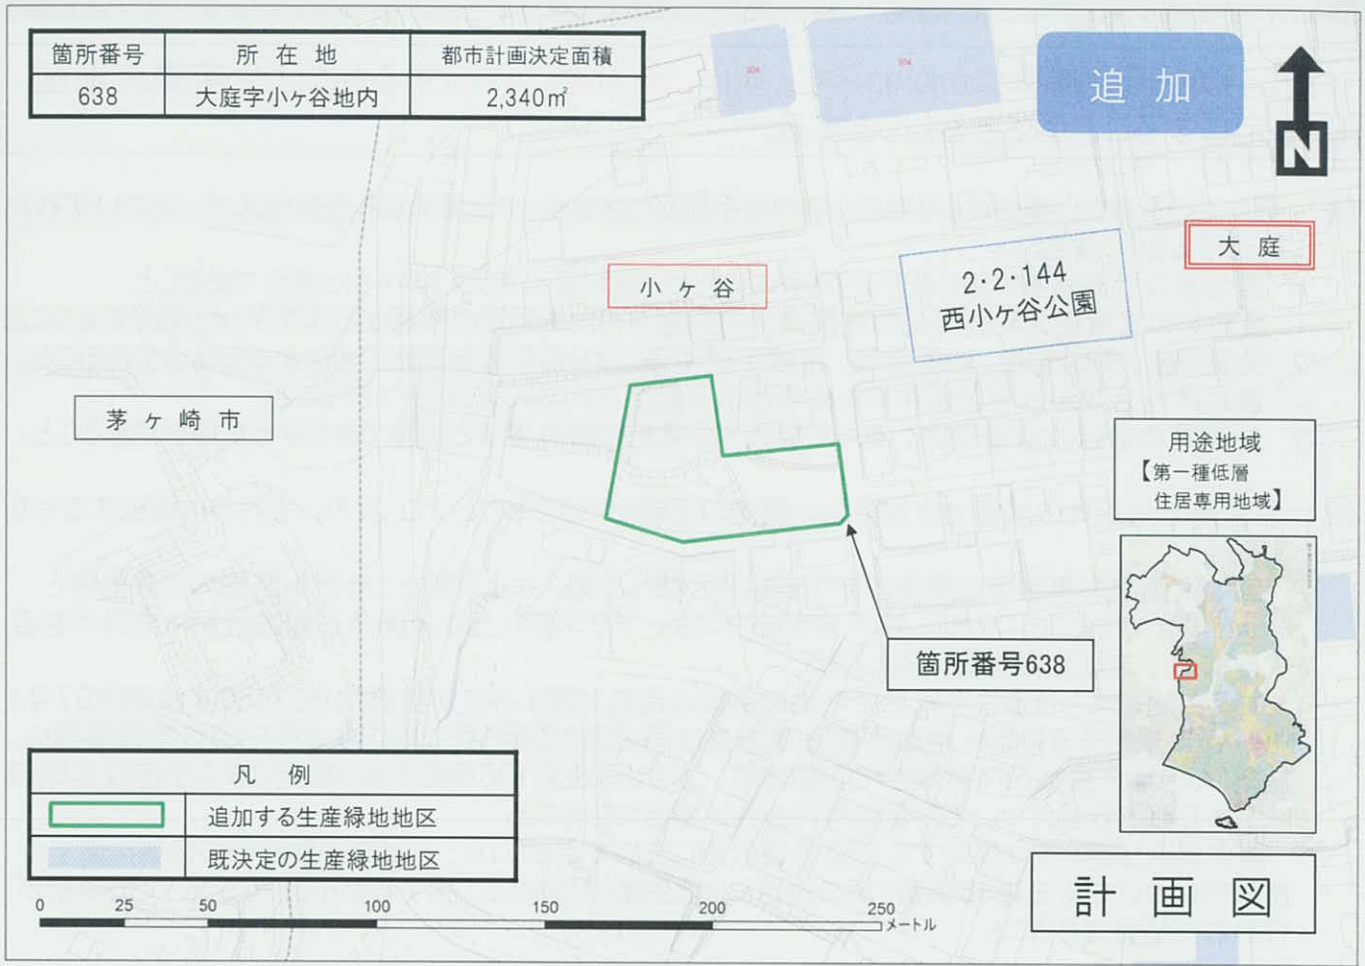 箇所番号 所在地 都市計画決定面積
638 大庭字小ヶ谷地内 2,340㎡
追加
N
大庭
小ヶ谷
2・2・144
西小ヶ谷公園
茅ヶ崎市
用途地域
【第一種低層
住居専用地域】
箇所番号638
凡例
追加する生産緑地地区
既決定の生産緑地地区
0 25 50 100 150 200 250
メートル
計画図